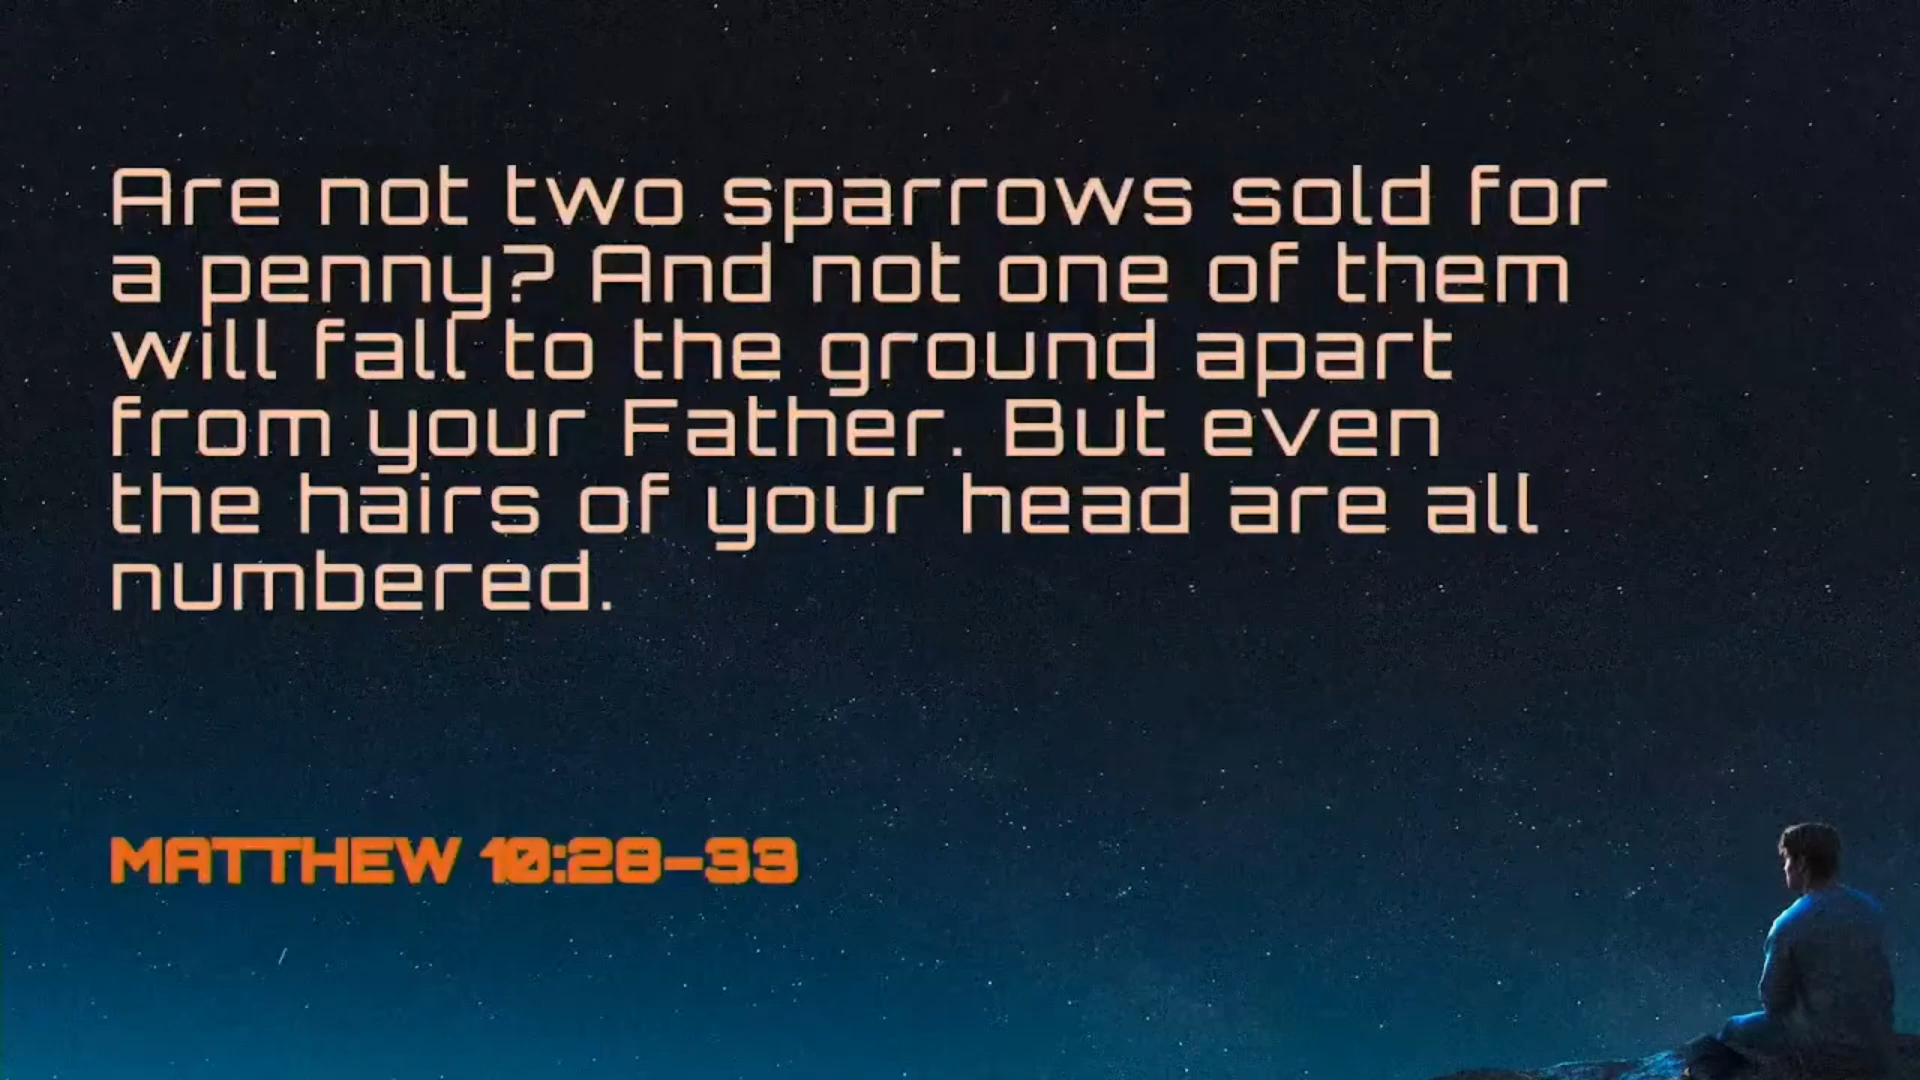 Are not two sparrows sold for
a penny? And not one of them
will fall to the ground apart
from your Father. But even
the hairs of your head are all
numbered.
MATTHEW 10:28–33